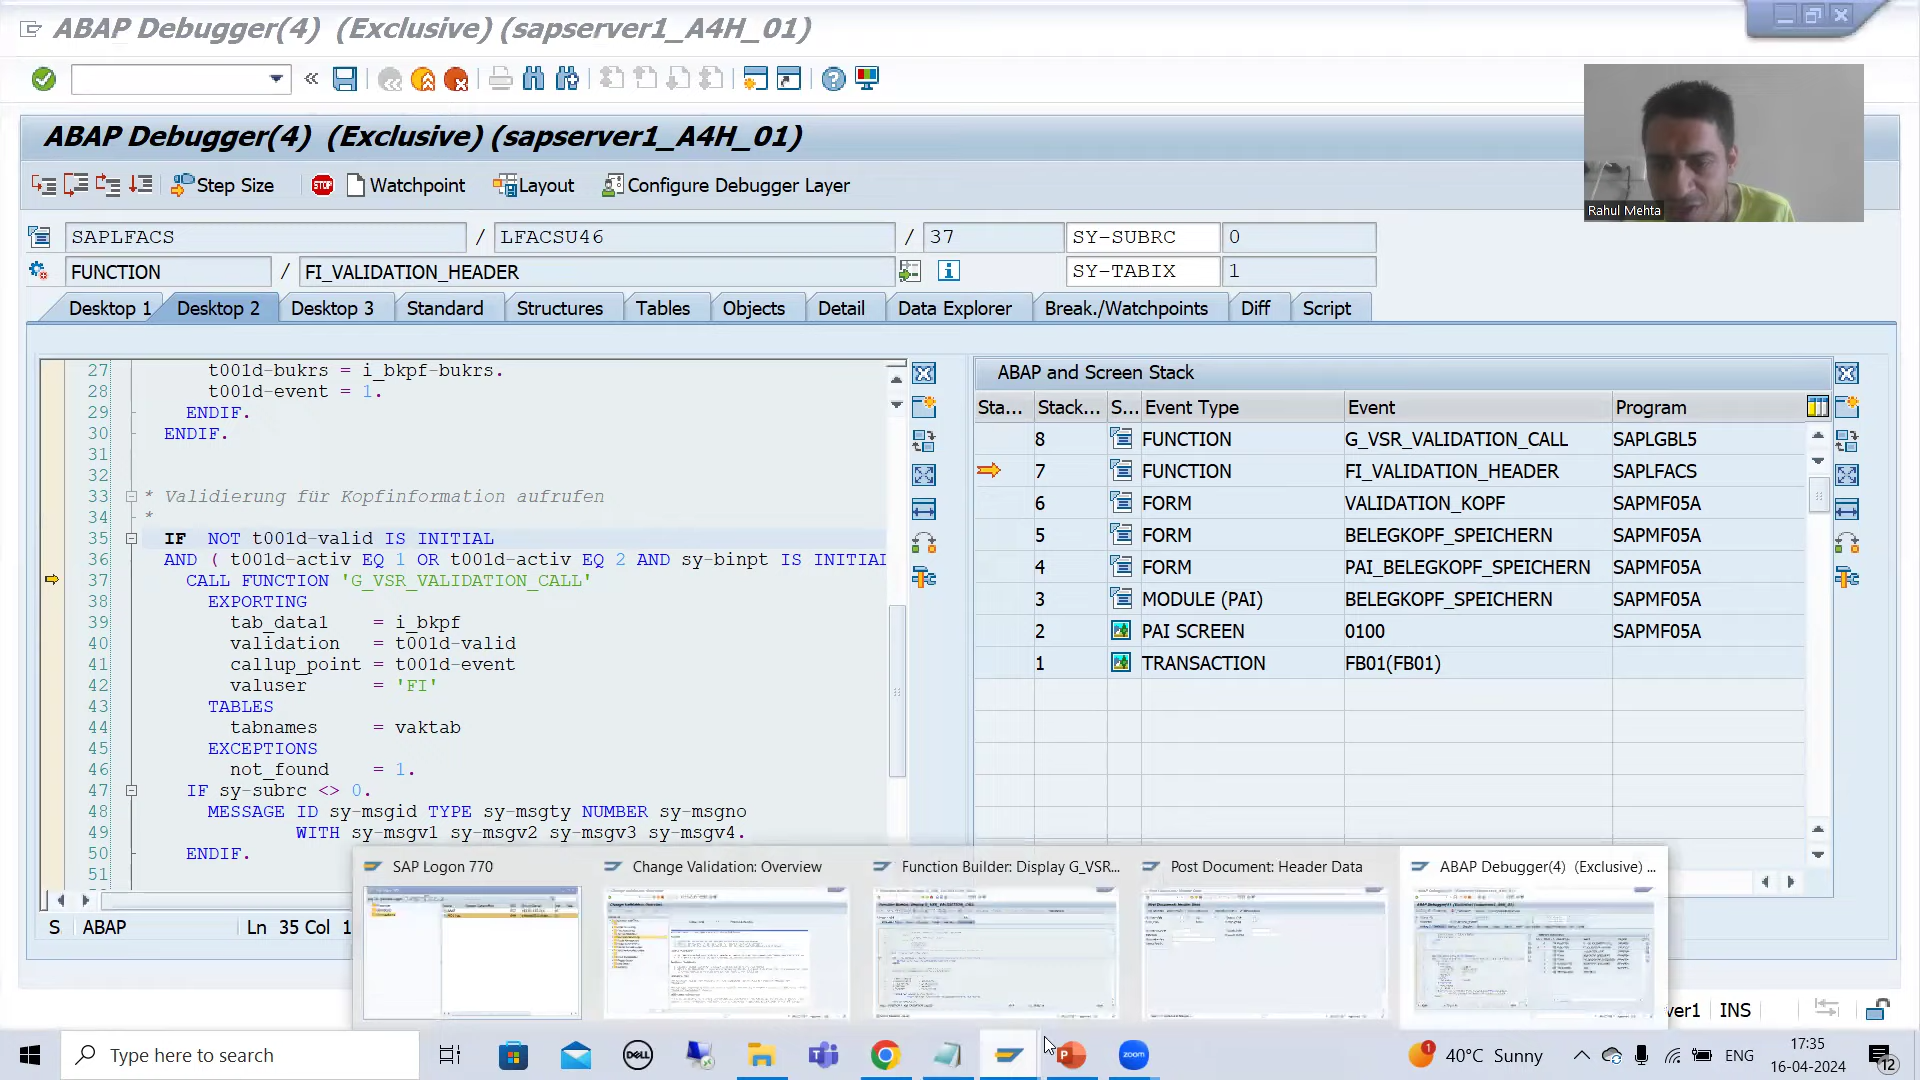 ABAP Debugger(4) (Exclusive) (sapserver1_A4H_01)
ABAP Debugger(4) (Exclusive) (sapserver1_A4H_01)
Step Size
STOP
Watchpoint
Layout
Configure Debugger Layer
Rahul Mehta
SAPLFACS / LFACSU46 / 37 SY-SUBRC 0
FUNCTION / FI_VALIDATION_HEADER SY-TABIX 1
Desktop 1 Desktop 2 Desktop 3 Standard Structures Tables Objects Detail Data Explorer Break./Watchpoints Diff Script
27 t001d-bukrs = i_bkpf-bukrs.
28 t001d-event = 1.
29 ENDIF.
30 ENDIF.
31
32
33 * Validierung für Kopfinformation aufrufen
34 *
35 IF NOT t001d-valid IS INITIAL
36 AND ( t001d-activ EQ 1 OR t001d-activ EQ 2 AND sy-binpt IS INITIAL
37 CALL FUNCTION 'G_VSR_VALIDATION_CALL'
38 EXPORTING
39 tab_data1 = i_bkpf
40 validation = t001d-valid
41 callup_point = t001d-event
42 valuser = 'FI'
43 TABLES
44 tabnames = vaktab
45 EXCEPTIONS
46 not_found = 1.
47 IF sy-subrc <> 0.
48 MESSAGE ID sy-msgid TYPE sy-msgty NUMBER sy-msgno
49 WITH sy-msgv1 sy-msgv2 sy-msgv3 sy-msgv4.
50 ENDIF.
51
S ABAP Ln 35 Col 1
ABAP and Screen Stack
Sta... Stack... S... Event Type Event Program
8 FUNCTION G_VSR_VALIDATION_CALL SAPLGBL5
7 FUNCTION FI_VALIDATION_HEADER SAPLFACS
6 FORM VALIDATION_KOPF SAPMF05A
5 FORM BELEGKOPF_SPEICHERN SAPMF05A
4 FORM PAI_BELEGKOPF_SPEICHERN SAPMF05A
3 MODULE (PAI) BELEGKOPF_SPEICHERN SAPMF05A
2 PAI SCREEN 0100 SAPMF05A
1 TRANSACTION FB01(FB01)
SAP Logon 770
Change Validation: Overview
Function Builder: Display G_VSR...
Post Document: Header Data
ABAP Debugger(4) (Exclusive) ...
ver1 INS
Type here to search
DELL
zoom
1
40°C Sunny
ENG
17:35
16-04-2024
12